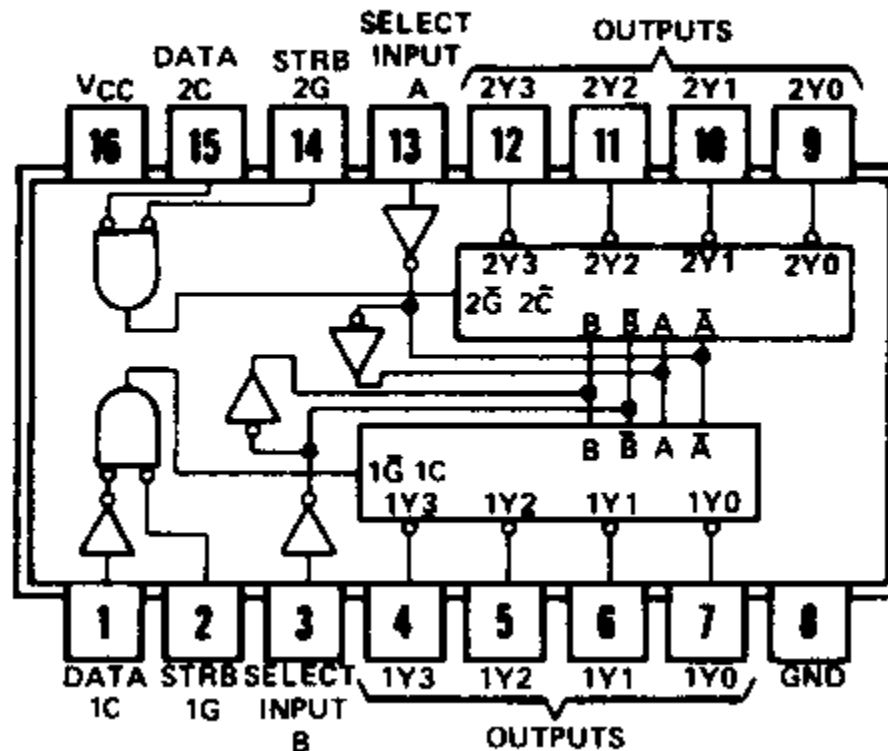 SELECT
INPUT
A
OUTPUTS
DATA
2C
STRB
2G
VCC
2Y3 2Y2 2Y1 2Y0
16 15 14 13 12 11 10 9
2Y3 2Y2 2Y1 2Y0
2G̅ 2C̅
B B̅ A A̅
B B̅ A A̅
1G̅ 1C
1Y3 1Y2 1Y1 1Y0
1 2 3 4 5 6 7 8
DATA
1C
STRB
1G
SELECT
INPUT
B
1Y3 1Y2 1Y1 1Y0
GND
OUTPUTS